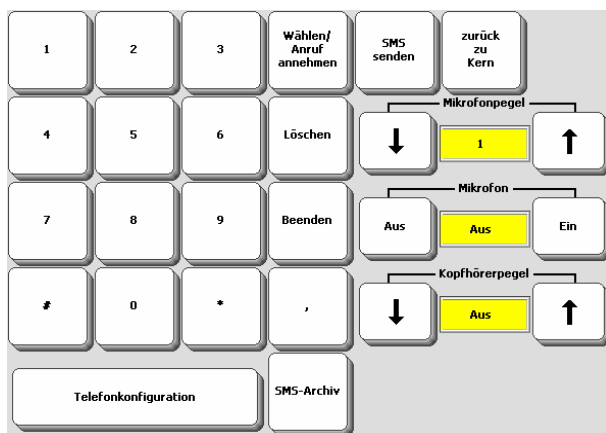 1
2
3
Wählen/
Anruf
annehmen
SMS
senden
zurück
zu
Kern
4
5
6
Löschen
Mikrofonpegel
↓
1
↑
7
8
9
Beenden
Mikrofon
Aus
Aus
Ein
#
0
*
,
Kopfhörerpegel
↓
Aus
↑
Telefonkonfiguration
SMS-Archiv